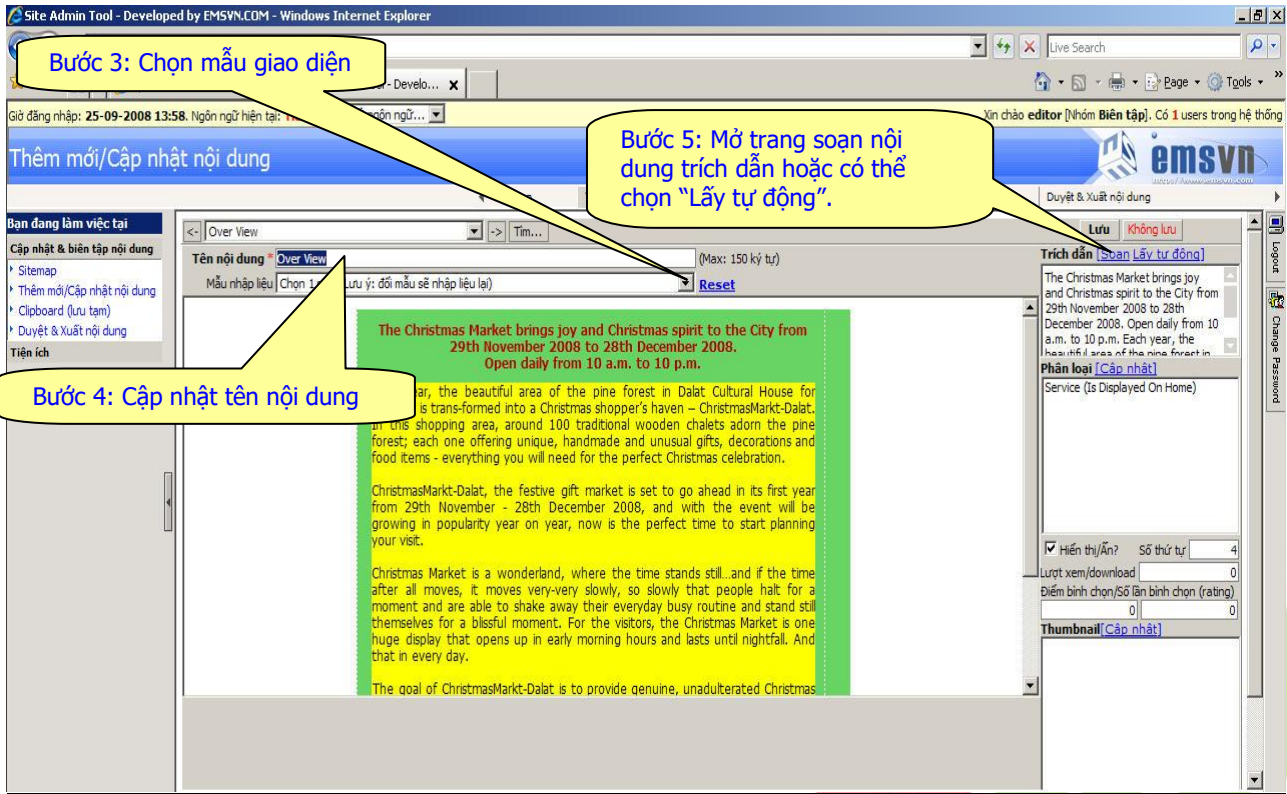 Site Admin Tool - Developed by EMSVN.COM - Windows Internet Explorer
Live Search
Bước 3: Chọn mẫu giao diện
- Develo...
Page
Tools
»
Giờ đăng nhập: 25-09-2008 13:58. Ngôn ngữ hiện tại:
ngôn ngữ...
Xin chào editor [Nhóm Biên tập]. Có 1 users trong hệ thống
Bước 5: Mở trang soạn nội
dung trích dẫn hoặc có thể
chọn “Lấy tự động”.
Thêm mới/Cập nhật nội dung
emsvn
Duyệt & Xuất nội dung
Bạn đang làm việc tại
Cập nhật & biên tập nội dung
Sitemap
Thêm mới/Cập nhật nội dung
Clipboard (lưu tạm)
Duyệt & Xuất nội dung
Tiện ích
<- Over View -> Tìm...
Lưu Không lưu
Tên nội dung * Over View (Max: 150 ký tự)
Mẫu nhập liệu Chọn 1 Lưu ý: đổi mẫu sẽ nhập liệu lại) Reset
Bước 4: Cập nhật tên nội dung
The Christmas Market brings joy and Christmas spirit to the City from
29th November 2008 to 28th December 2008.
Open daily from 10 a.m. to 10 p.m.
ear, the beautiful area of the pine forest in Dalat Cultural House for
is trans-formed into a Christmas shopper's haven – ChristmasMarkt-Dalat.
In this shopping area, around 100 traditional wooden chalets adorn the pine
forest; each one offering unique, handmade and unusual gifts, decorations and
food items - everything you will need for the perfect Christmas celebration.
ChristmasMarkt-Dalat, the festive gift market is set to go ahead in its first year
from 29th November - 28th December 2008, and with the event will be
growing in popularity year on year, now is the perfect time to start planning
your visit.
Christmas Market is a wonderland, where the time stands still...and if the time
after all moves, it moves very-very slowly, so slowly that people halt for a
moment and are able to shake away their everyday busy routine and stand still
themselves for a blissful moment. For the visitors, the Christmas Market is one
huge display that opens up in early morning hours and lasts until nightfall. And
that in every day.
The goal of ChristmasMarkt-Dalat is to provide genuine, unadulterated Christmas
Trích dẫn [Soạn Lấy tự động]
The Christmas Market brings joy
and Christmas spirit to the City from
29th November 2008 to 28th
December 2008. Open daily from 10
a.m. to 10 p.m. Each year, the
beautiful area of the pine forest in
Phân loại [Cập nhật]
Service (Is Displayed On Home)
Hiển thị/Ẩn? Số thứ tự 4
Lượt xem/download 0
Điểm bình chọn/Số lần bình chọn (rating)
0 0
Thumbnail[Cập nhật]
Logout
Change Password